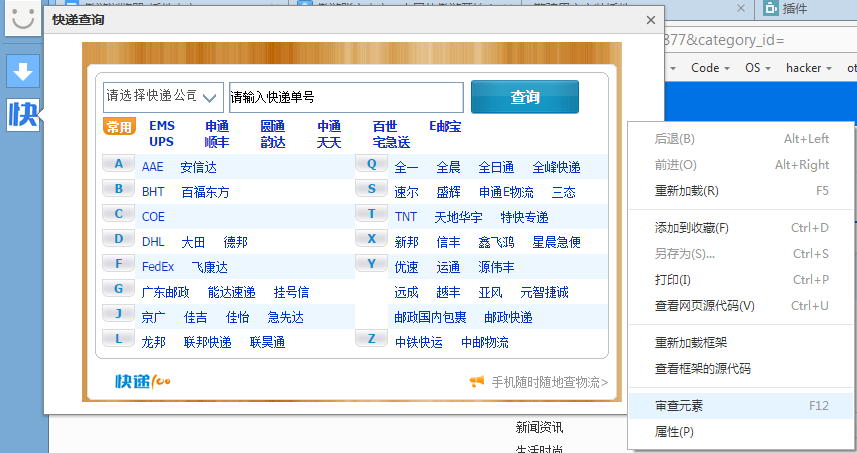 快递查询
插件
877&category_id=
Code OS hacker ot
快
请选择快递公司 请输入快递单号 查询
常用 EMS 申通 圆通 中通 百世 E邮宝
UPS 顺丰 韵达 天天 宅急送
A AAE 安信达 Q 全一 全晨 全日通 全峰快递
B BHT 百福东方 S 速尔 盛辉 申通E物流 三态
C COE T TNT 天地华宇 特快专递
D DHL 大田 德邦 X 新邦 信丰 鑫飞鸿 星晨急便
F FedEx 飞康达 Y 优速 运通 源伟丰
G 广东邮政 能达速递 挂号信 远成 越丰 亚风 元智捷诚
J 京广 佳吉 佳怡 急先达 邮政国内包裹 邮政快递
L 龙邦 联邦快递 联昊通 Z 中铁快运 中邮物流
快递100 手机随时随地查物流>
后退(B) Alt+Left
前进(O) Alt+Right
重新加载(R) F5
添加到收藏(F) Ctrl+D
另存为(S)... Ctrl+S
打印(I) Ctrl+P
查看网页源代码(V) Ctrl+U
重新加载框架
查看框架的源代码
审查元素 F12
属性(P)
新闻资讯
生活时尚